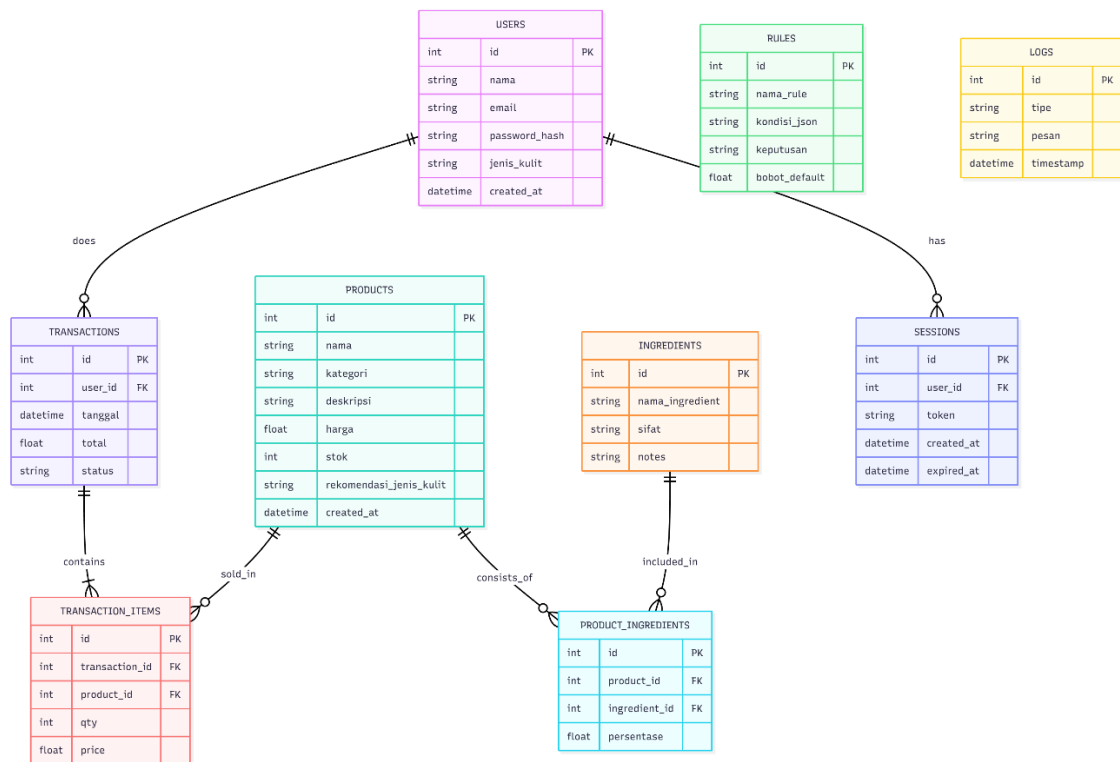 USERS
int id PK
string nama
string email
string password_hash
string jenis_kulit
datetime created_at
RULES
int id PK
string nama_rule
string kondisi_json
string keputusan
float bobot_default
LOGS
int id PK
string tipe
string pesan
datetime timestamp
does
has
PRODUCTS
int id PK
string nama
string kategori
string deskripsi
float harga
int stok
string rekomendasi_jenis_kulit
datetime created_at
TRANSACTIONS
int id PK
int user_id FK
datetime tanggal
float total
string status
INGREDIENTS
int id PK
string nama_ingredient
string sifat
string notes
SESSIONS
int id PK
int user_id FK
string token
datetime created_at
datetime expired_at
contains
sold_in
consists_of
included_in
TRANSACTION_ITEMS
int id PK
int transaction_id FK
int product_id FK
int qty
float price
PRODUCT_INGREDIENTS
int id PK
int product_id FK
int ingredient_id FK
float persentase